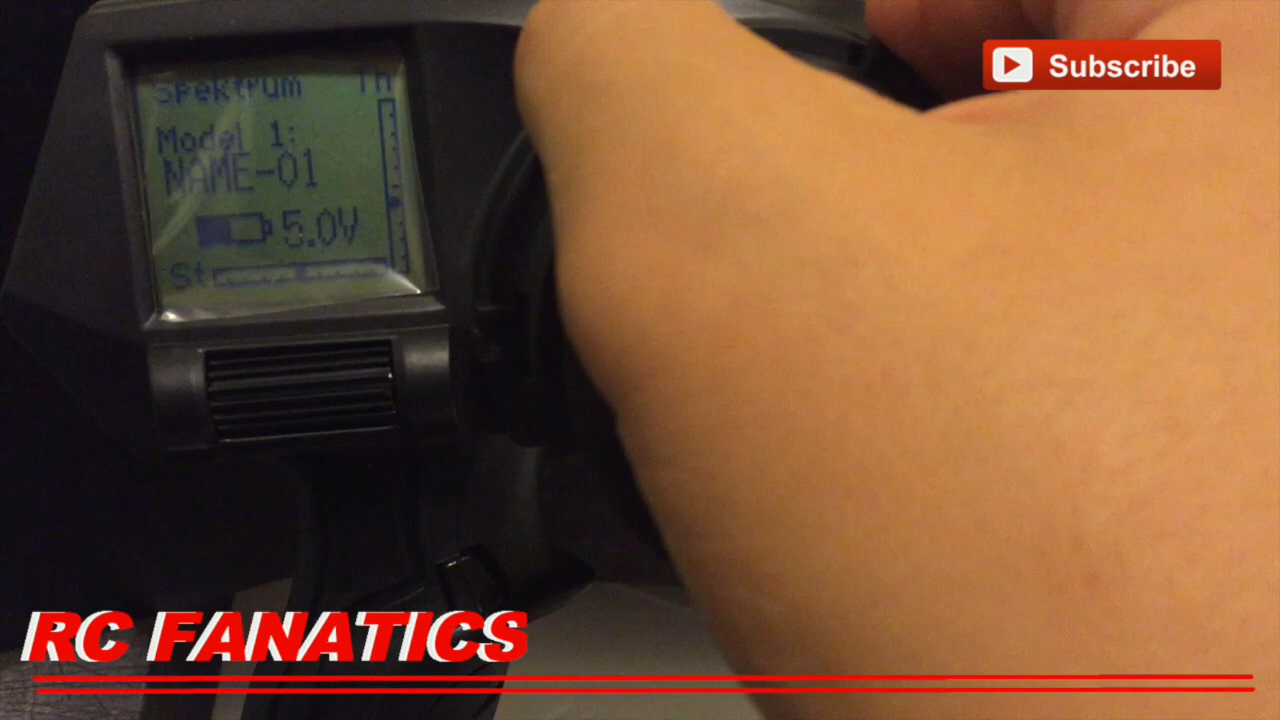 Spektrum TH
Model 1:
NAME-01
5.0V
St
Subscribe
RC FANATICS